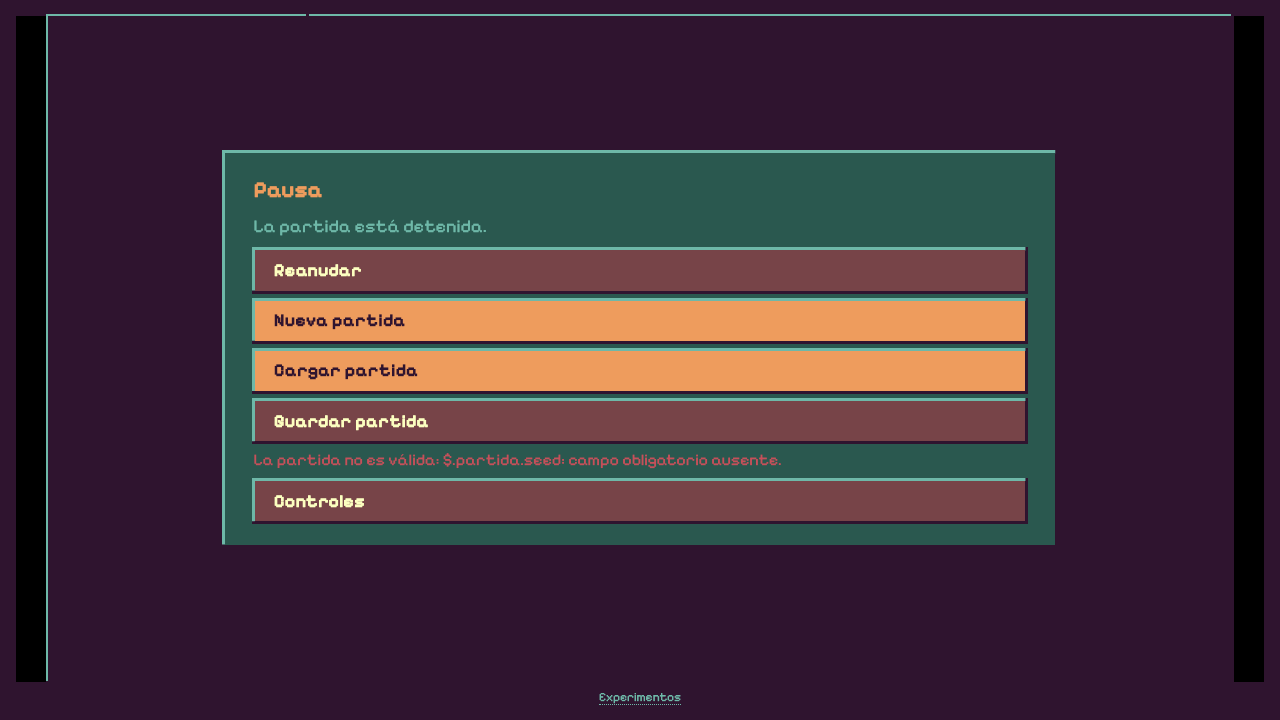 Pausa
La partida está detenida.
Reanudar
Nueva partida
Cargar partida
Guardar partida
La partida no es válida: $.partida.seed: campo obligatorio ausente.
Controles
Experimentos